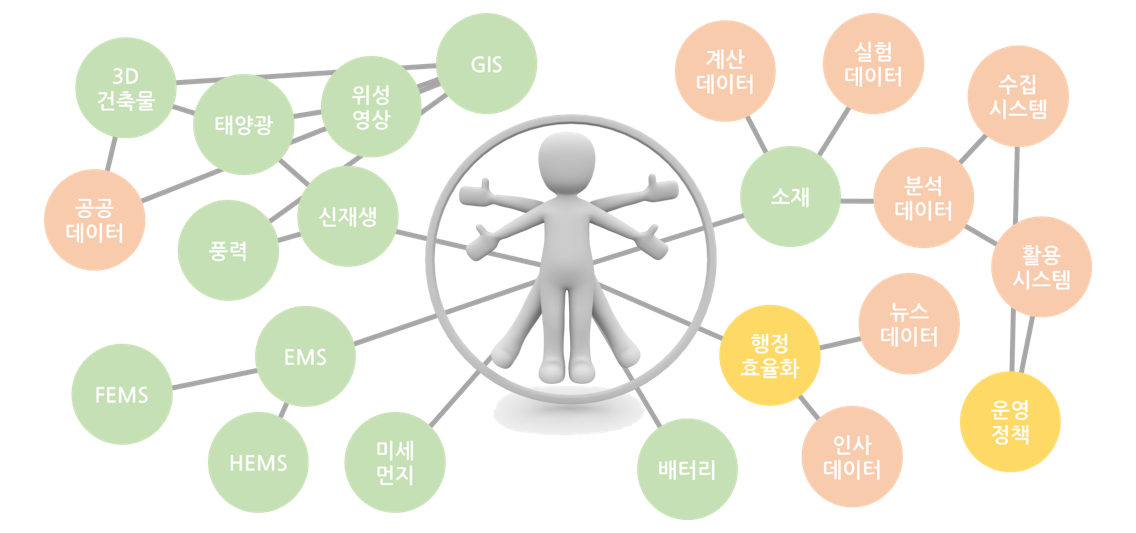 3D
건축물
태양광
위성
영상
GIS
공공
데이터
풍력
신재생
EMS
FEMS
HEMS
미세
먼지
배터리
계산
데이터
실험
데이터
수집
시스템
소재
분석
데이터
활용
시스템
뉴스
데이터
행정
효율화
인사
데이터
운영
정책